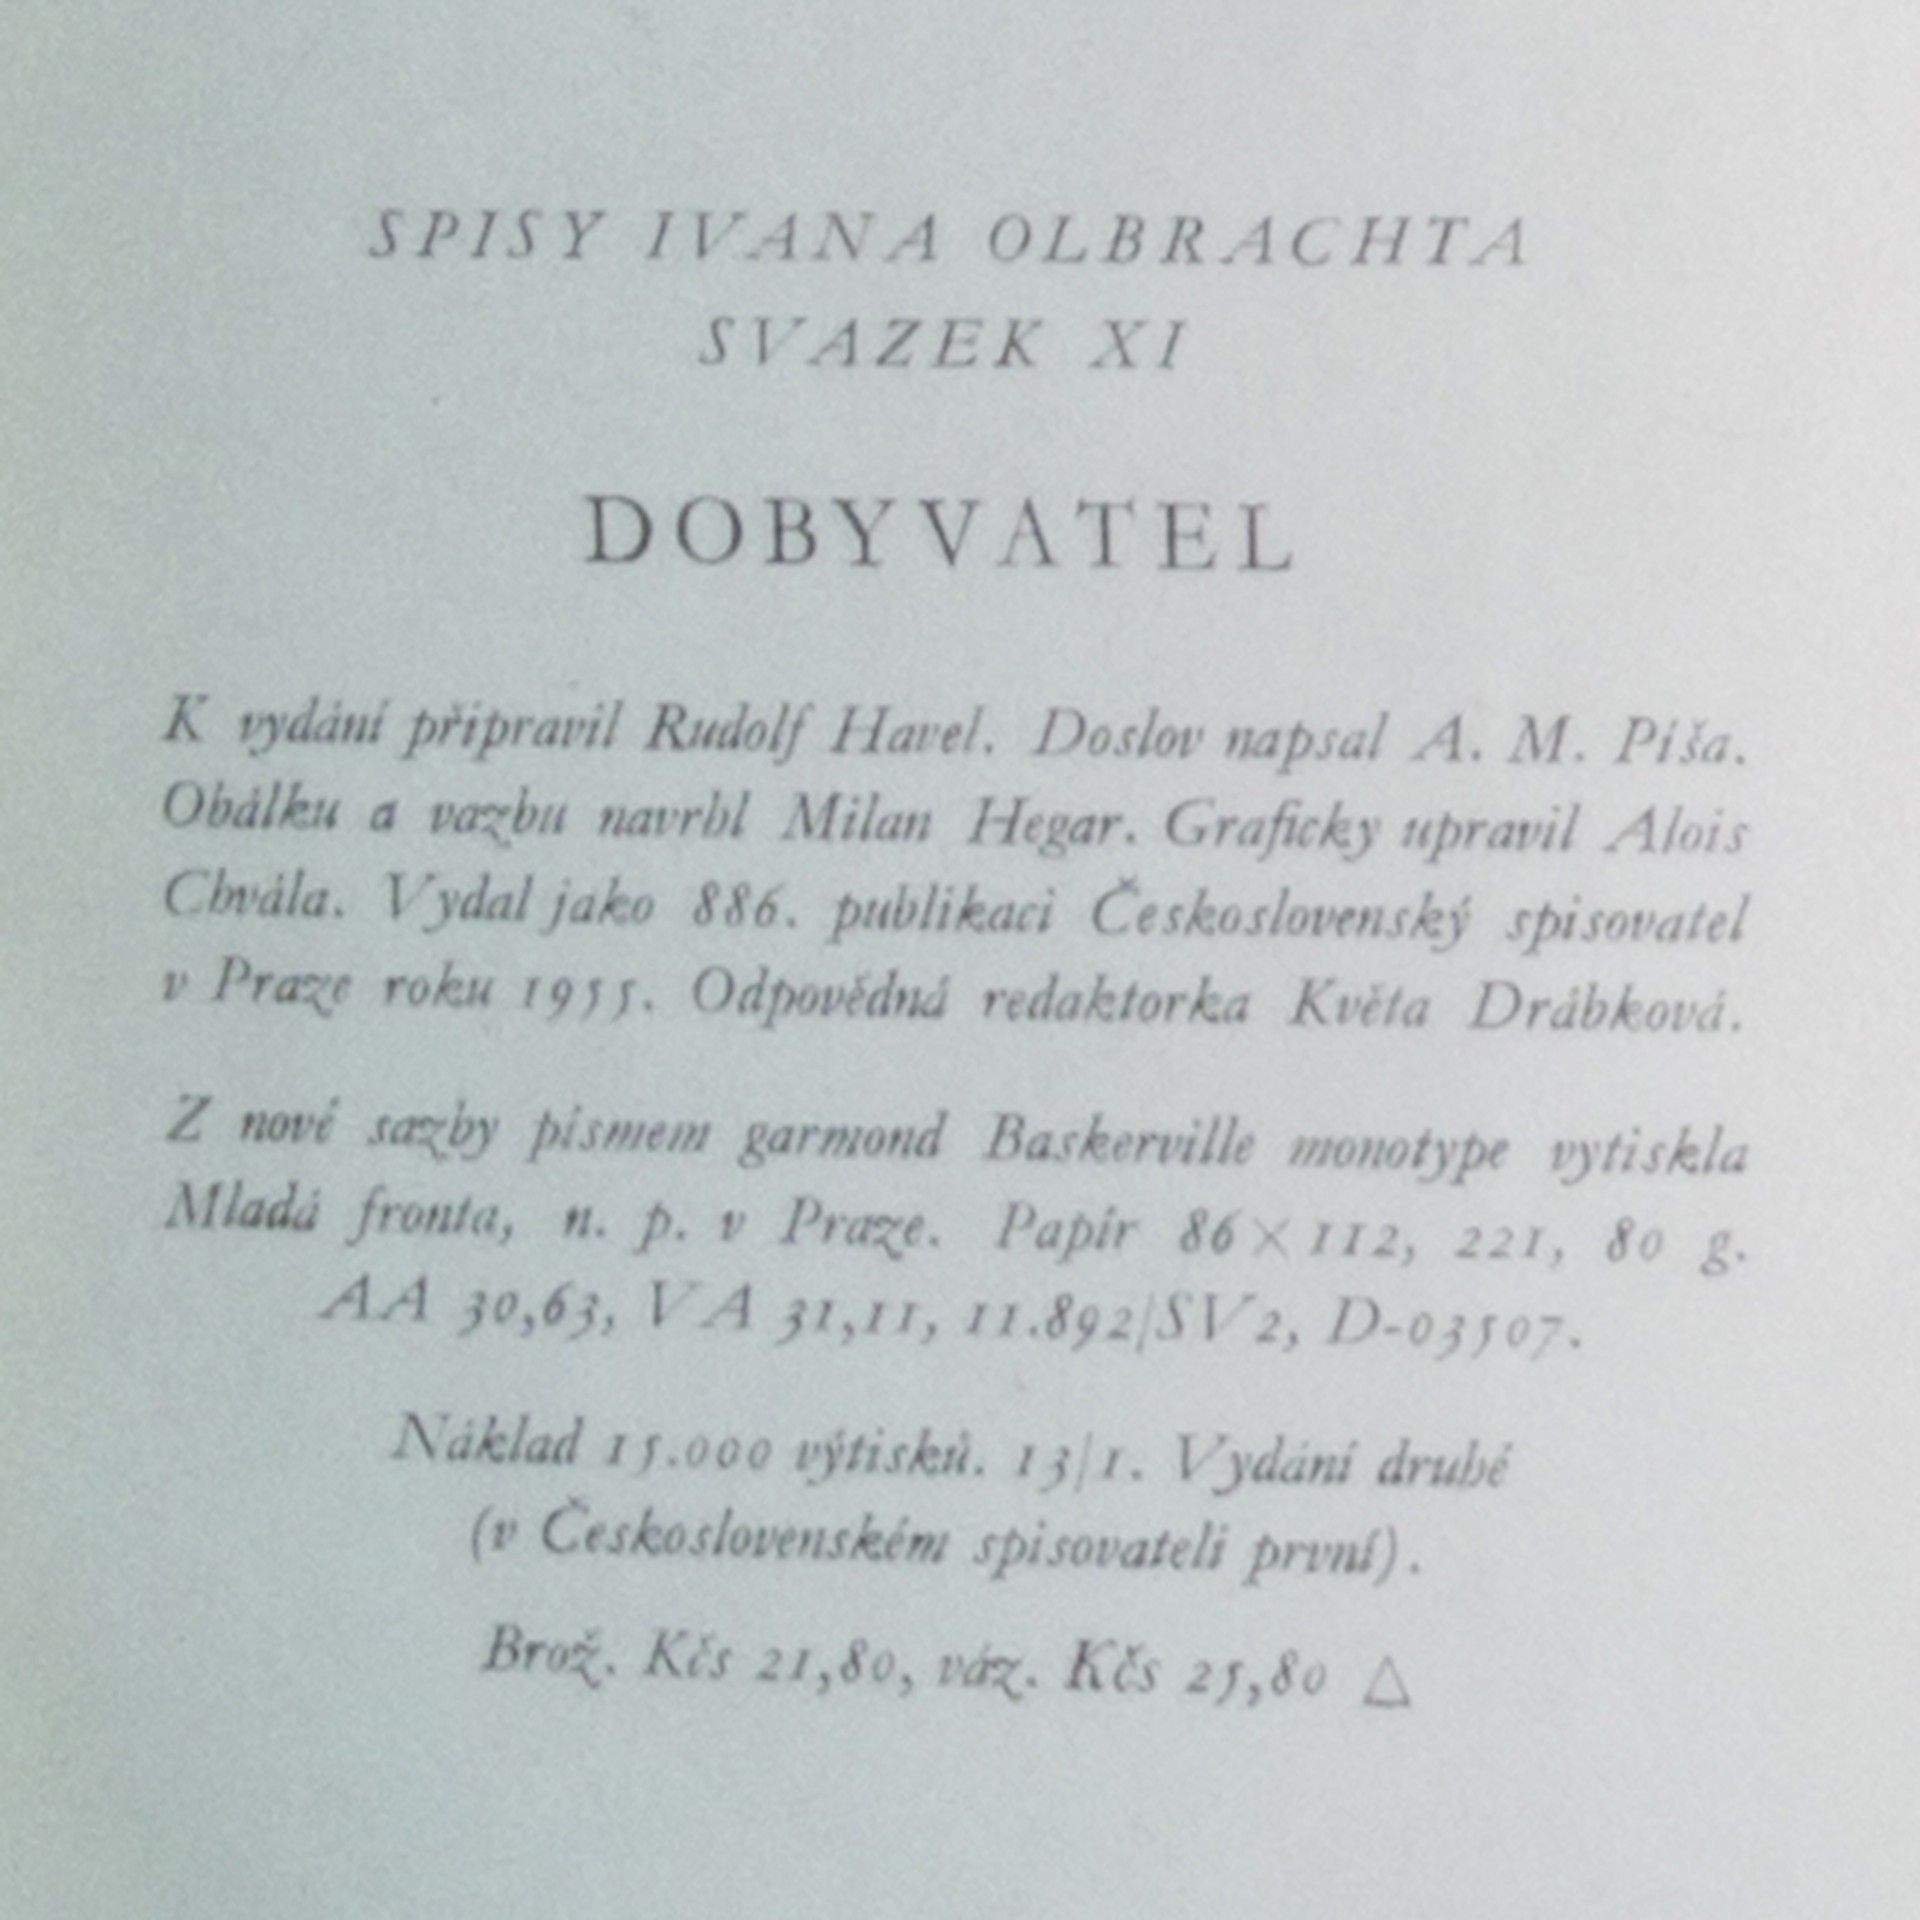 SPISY IVANA OLBRACHTA
SVAZEK XI
DOBYVATEL
K vydání připravil Rudolf Havel. Doslov napsal A. M. Píša.
Obálku a vazbu navrhl Milan Hegar. Graficky upravil Alois
Chvála. Vydal jako 886. publikaci Československý spisovatel
v Praze roku 1955. Odpovědná redaktorka Květa Drábková.
Z nové sazby písmem garmond Baskerville monotype vytiskla
Mladá fronta, n. p. v Praze. Papír 86×112, 221, 80 g.
AA 30,63, VA 31,11, 11.892/SV2, D-03507.
Náklad 15.000 výtisků. 13/1. Vydání druhé
(v Československém spisovateli první).
Brož. Kčs 21,80, váz. Kčs 25,80 △